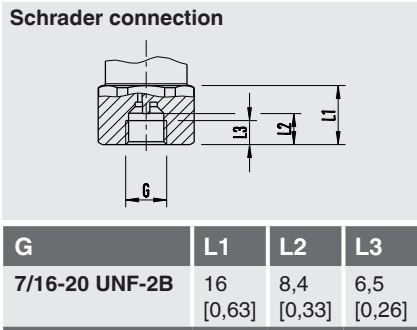 Schrader connection
L3
L2
L1
G
G L1 L2 L3
7/16-20 UNF-2B 16 8,4 6,5
[0,63] [0,33] [0,26]